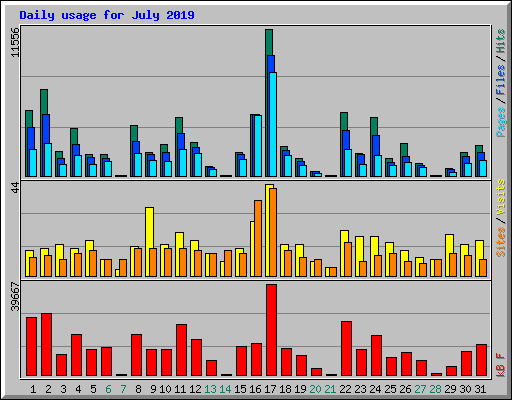 Daily usage for July 2019
11556
Pages / Files / Hits
44
Sites / Visits
39667
kB F
1 2 3 4 5 6 7 8 9 10 11 12 13 14 15 16 17 18 19 20 21 22 23 24 25 26 27 28 29 30 31